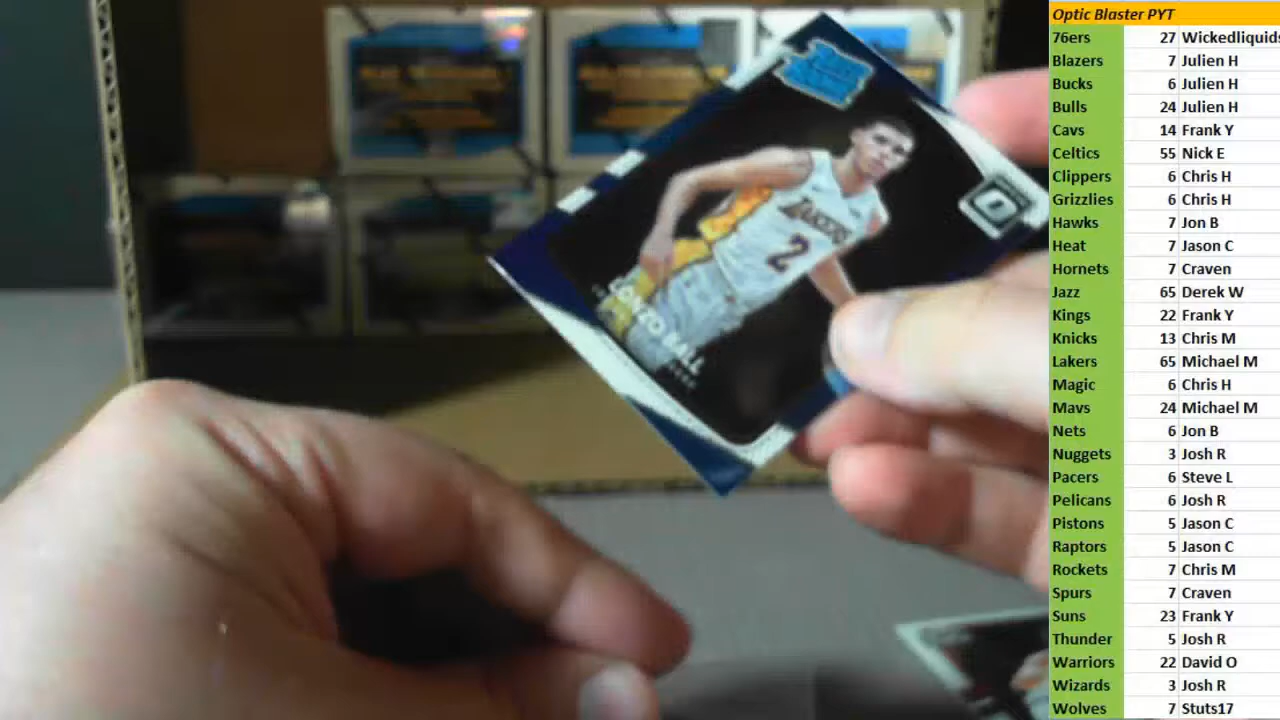 LAKERS
2
LONZO BALL
Optic Blaster PYT
76ers 27 Wickedliquids
Blazers 7 Julien H
Bucks 6 Julien H
Bulls 24 Julien H
Cavs 14 Frank Y
Celtics 55 Nick E
Clippers 6 Chris H
Grizzlies 6 Chris H
Hawks 7 Jon B
Heat 7 Jason C
Hornets 7 Craven
Jazz 65 Derek W
Kings 22 Frank Y
Knicks 13 Chris M
Lakers 65 Michael M
Magic 6 Chris H
Mavs 24 Michael M
Nets 6 Jon B
Nuggets 3 Josh R
Pacers 6 Steve L
Pelicans 6 Josh R
Pistons 5 Jason C
Raptors 5 Jason C
Rockets 7 Chris M
Spurs 7 Craven
Suns 23 Frank Y
Thunder 5 Josh R
Warriors 22 David O
Wizards 3 Josh R
Wolves 7 Stuts17